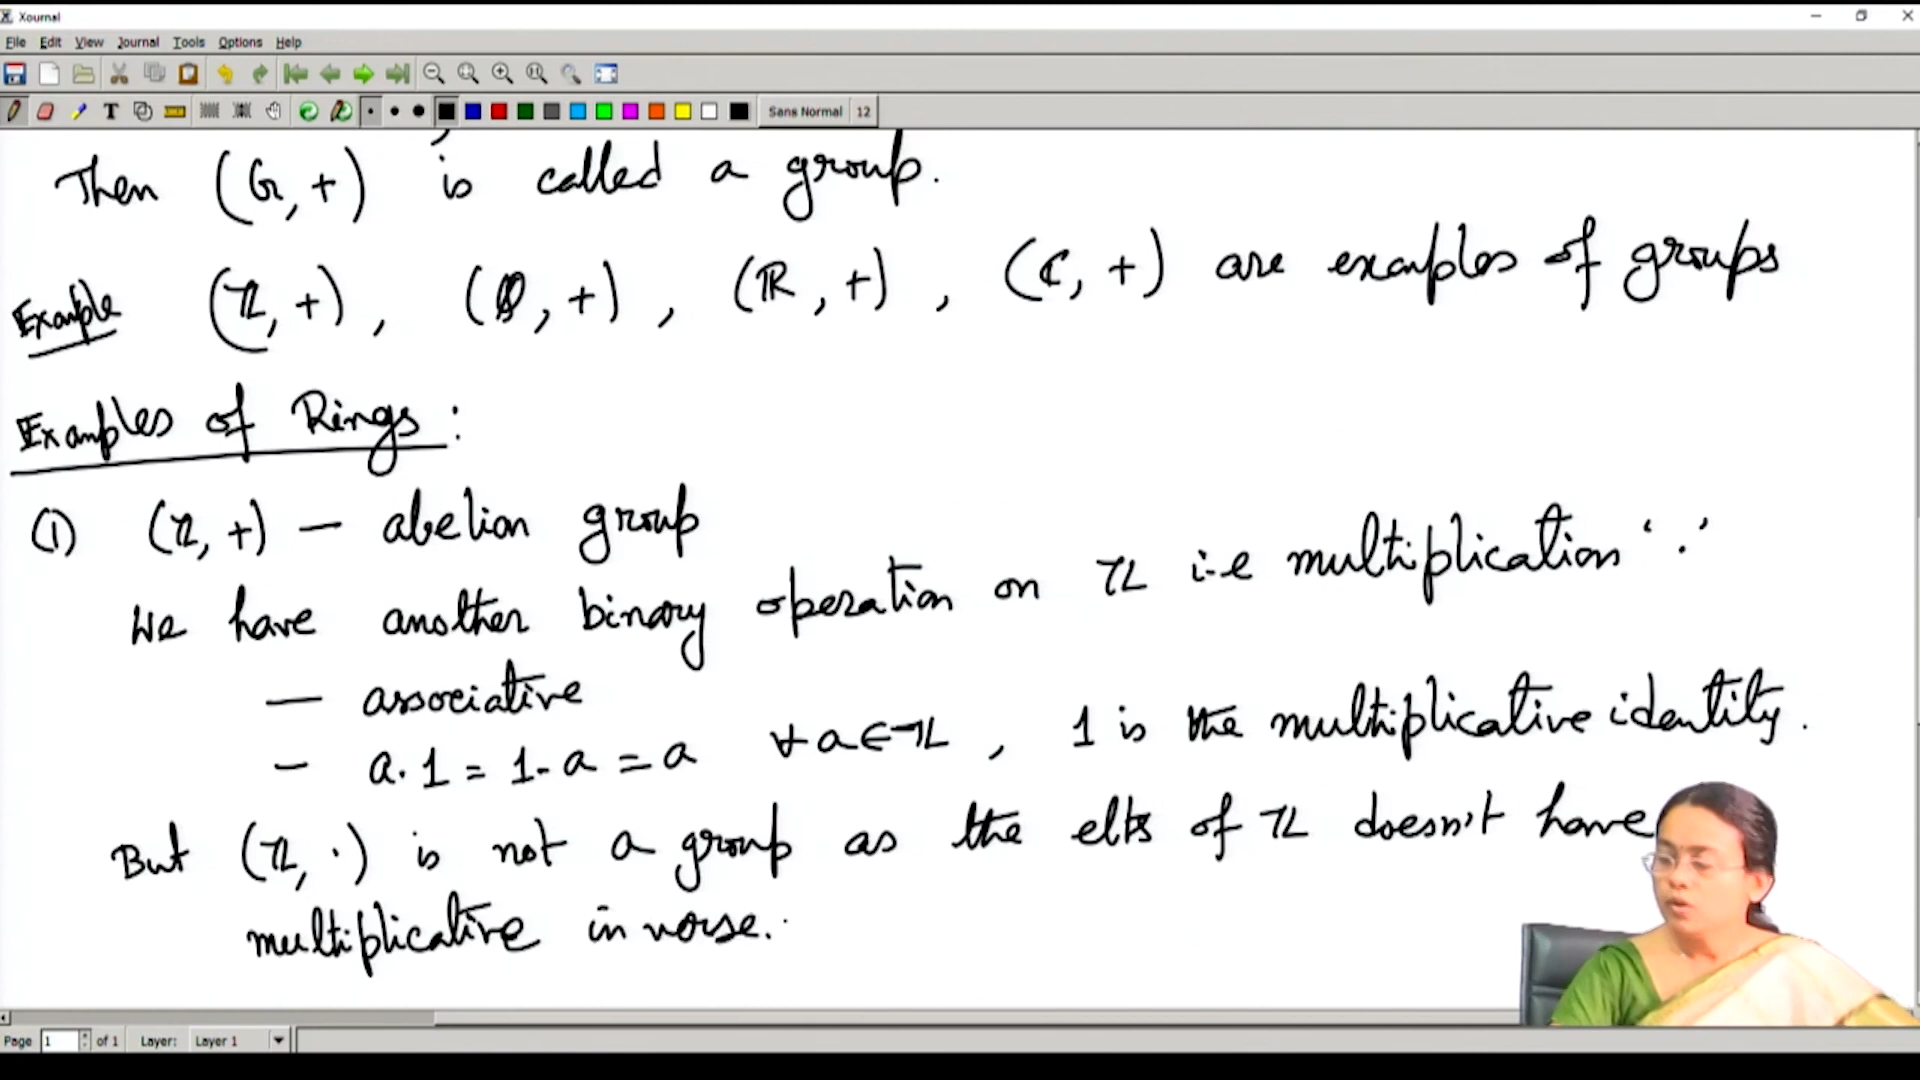 Xournal
File Edit View Journal Tools Options Help
Sans Normal 12
Then (G, +) is called a group.
Example (ℤ, +), (ℚ, +), (ℝ, +), (ℂ, +) are examples of groups
Examples of Rings:
(1) (ℤ, +) — abelian group
We have another binary operation on ℤ i.e multiplication '·'
— associative
— a·1 = 1·a = a ∀ a ∈ ℤ, 1 is the multiplicative identity.
But (ℤ, ·) is not a group as the elts of ℤ doesn't have
multiplicative inverse.
Page 1 of 1 Layer: Layer 1